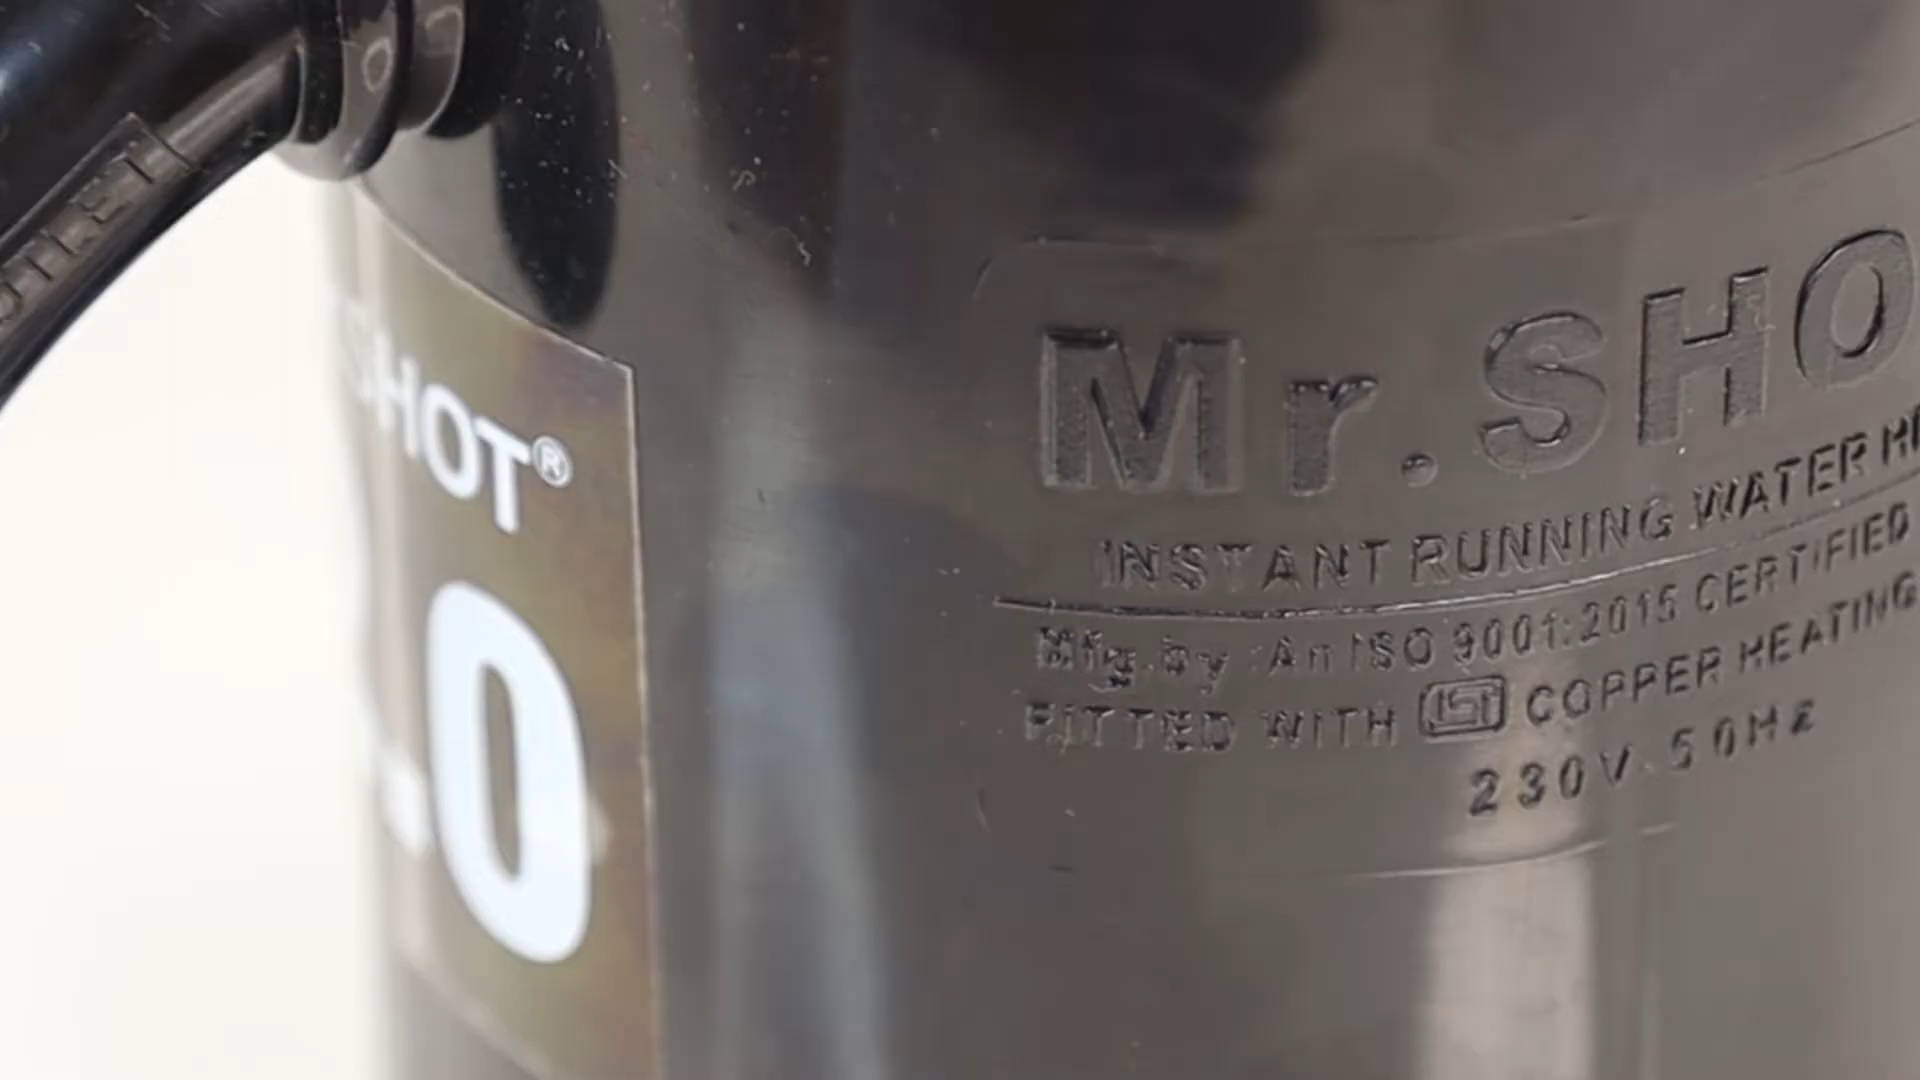 SHOT®
.0
Mr.SHO
INSTANT RUNNING WATER HE
Mfg.by :An ISO 9001:2015 CERTIFIED
FITTED WITH ISI COPPER HEATING
230V.50Hz